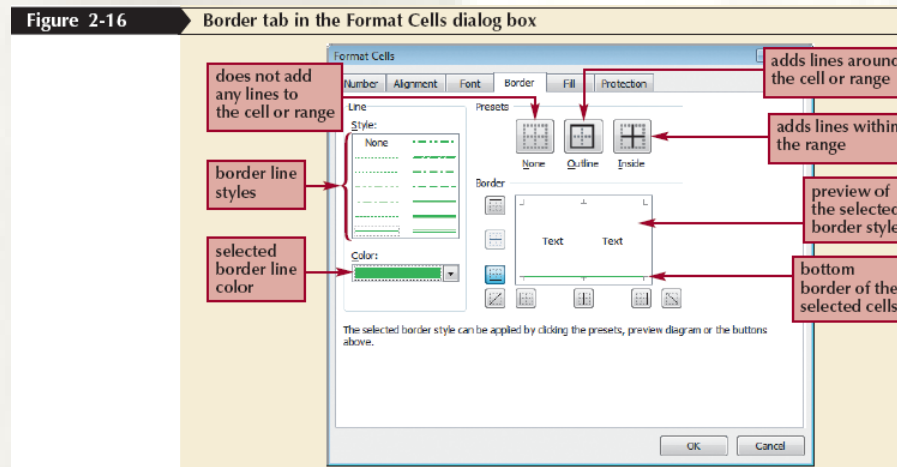 Figure 2-16
Border tab in the Format Cells dialog box
does not add
any lines to
the cell or range
border line
styles
selected
border line
color
Format Cells
Number Alignment Font Border Fill Protection
Line
Style:
None
Color:
Presets
None Outline Inside
Border
Text Text
The selected border style can be applied by clicking the presets, preview diagram or the buttons
above.
OK Cancel
adds lines around
the cell or range
adds lines within
the range
preview of
the selected
border style
bottom
border of the
selected cells